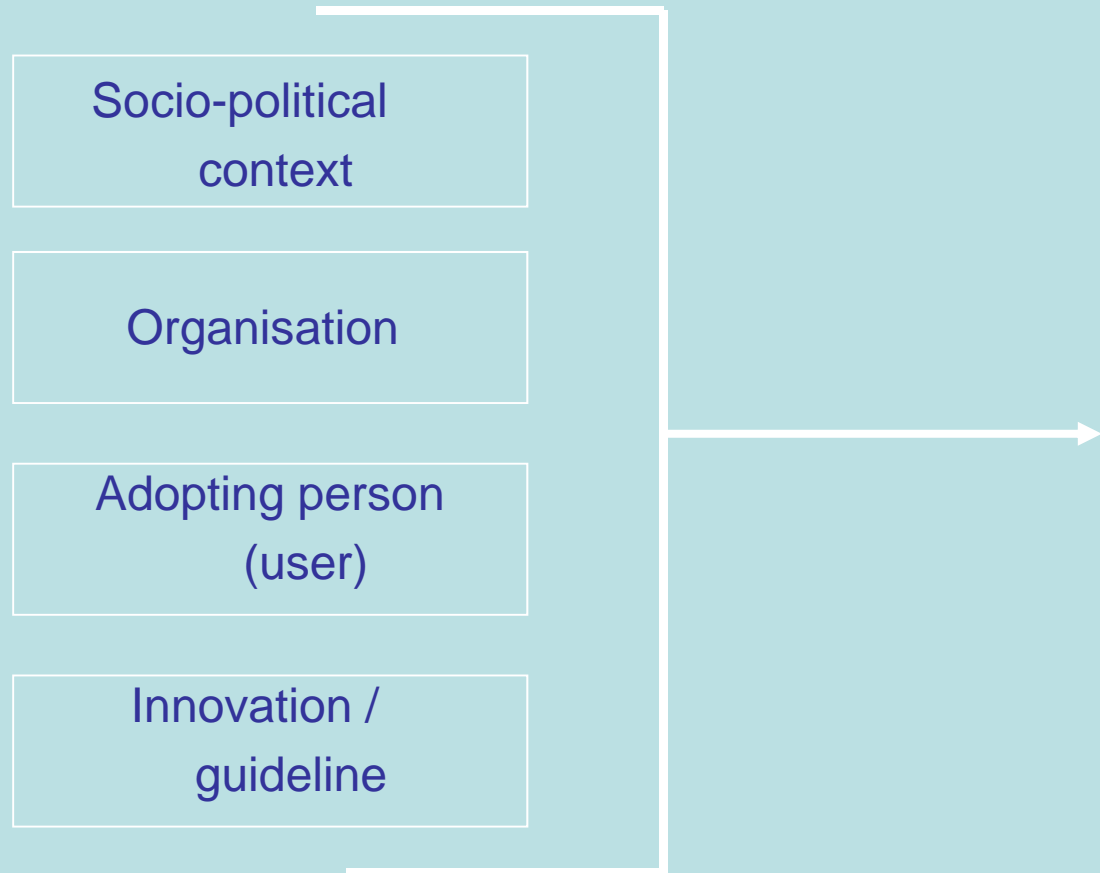 Socio-political
context
Organisation
Adopting person
(user)
Innovation /
guideline